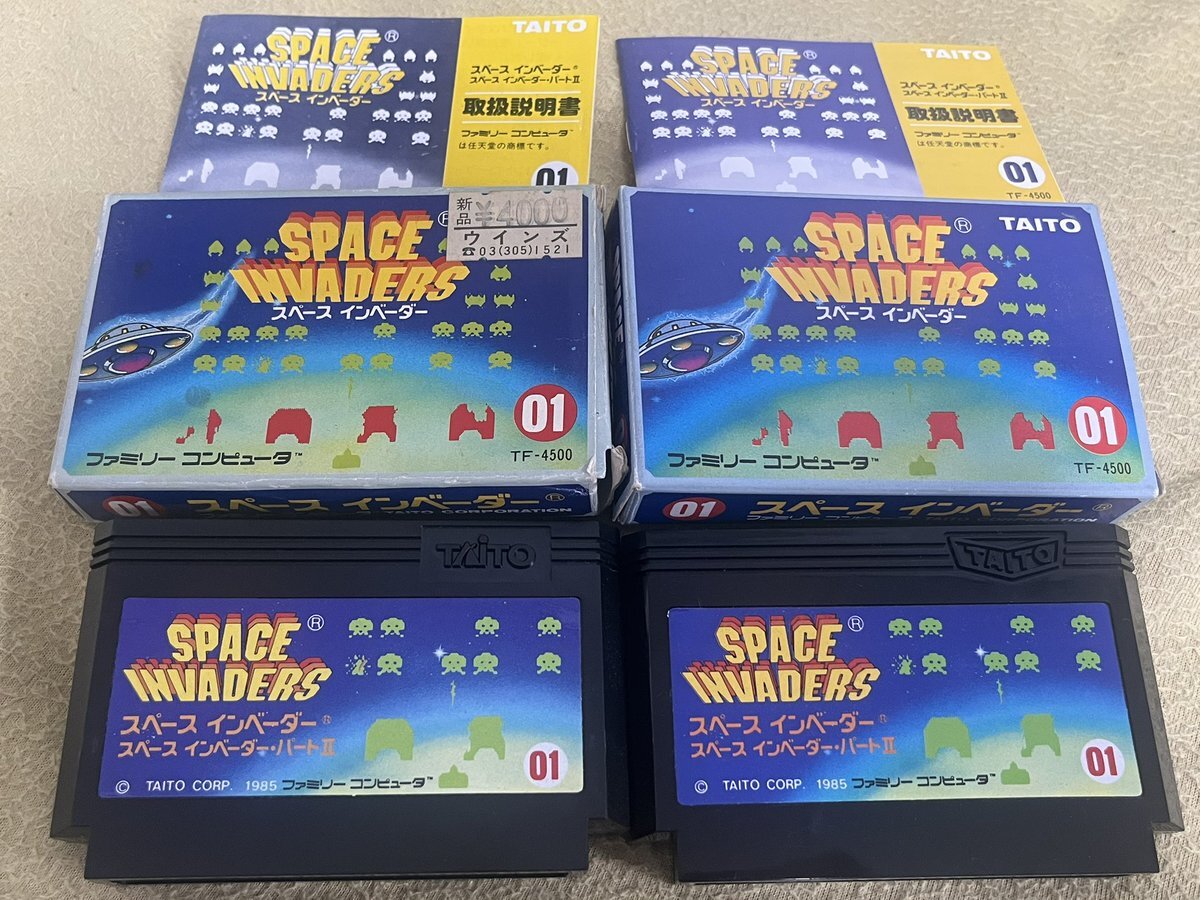 TAITO
SPACE ®
INVADERS
スペース インベーダー
スペース インベーダー®
スペース インベーダー・パートII
取扱説明書
ファミリー コンピュータ™
は任天堂の商標です。
01
TAITO
SPACE ®
INVADERS
スペース インベーダー
スペース インベーダー®
スペース インベーダー・パートII
取扱説明書
ファミリー コンピュータ™
は任天堂の商標です。
01
TF-4500
新品 ¥4000
ウインズ
☎03(305)1521
SPACE
INVADERS
スペース インベーダー
01
ファミリー コンピュータ™
TF-4500
01 スペース インベーダー®
TAITO CORPORATION
SPACE ®
INVADERS
TAITO
スペース インベーダー
01
ファミリー コンピュータ™
TF-4500
01 スペース インベーダー®
TAITO
SPACE ®
INVADERS
スペース インベーダー®
スペース インベーダー・パートII
© TAITO CORP. 1985 ファミリー コンピュータ™
01
TAITO
SPACE ®
INVADERS
スペース インベーダー®
スペース インベーダー・パートII
© TAITO CORP. 1985 ファミリー コンピュータ™
01